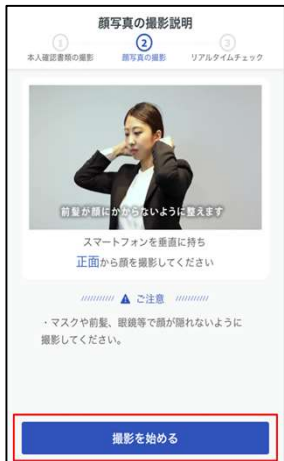 顔写真の撮影説明
1 2 3
本人確認書類の撮影 顔写真の撮影 リアルタイムチェック
前髪が顔にかからないように整えます
スマートフォンを垂直に持ち
正面から顔を撮影してください
ご注意
・マスクや前髪、眼鏡等で顔が隠れないように
撮影してください。
撮影を始める